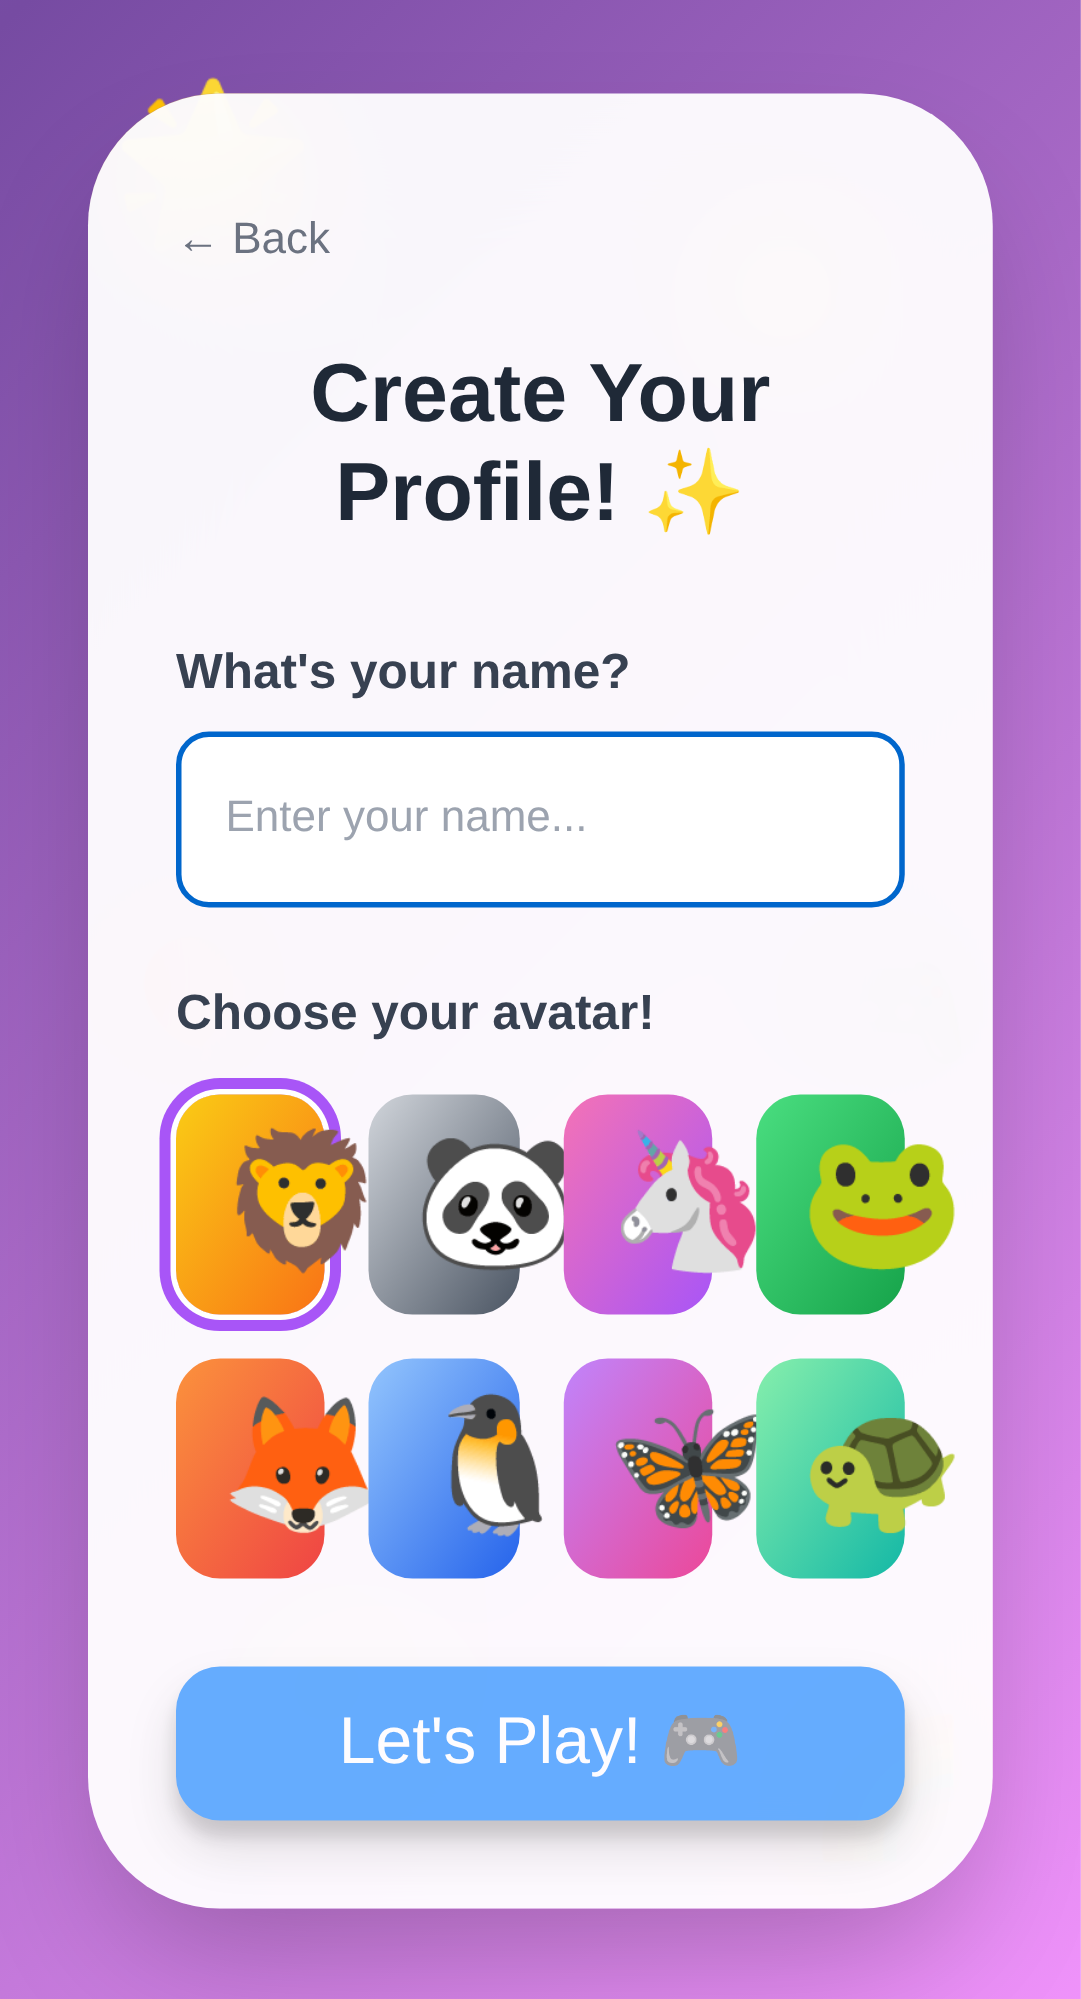 ← Back
Create Your
Profile! ✨
What's your name?
Enter your name...
Choose your avatar!
Let's Play! 🎮